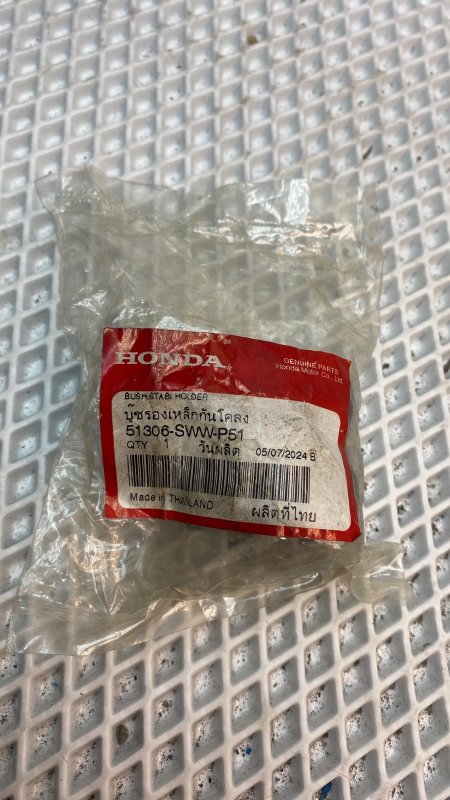 HONDA
GENUINE PARTS
Honda Motor Co., Ltd.
BUSH, STABI HOLDER
บู๊ชรองเหล็กกันโคลง
51306-SWW-P51
QTY 1 วันผลิต 05/07/2024 B
Made in THAILAND ผลิตที่ไทย